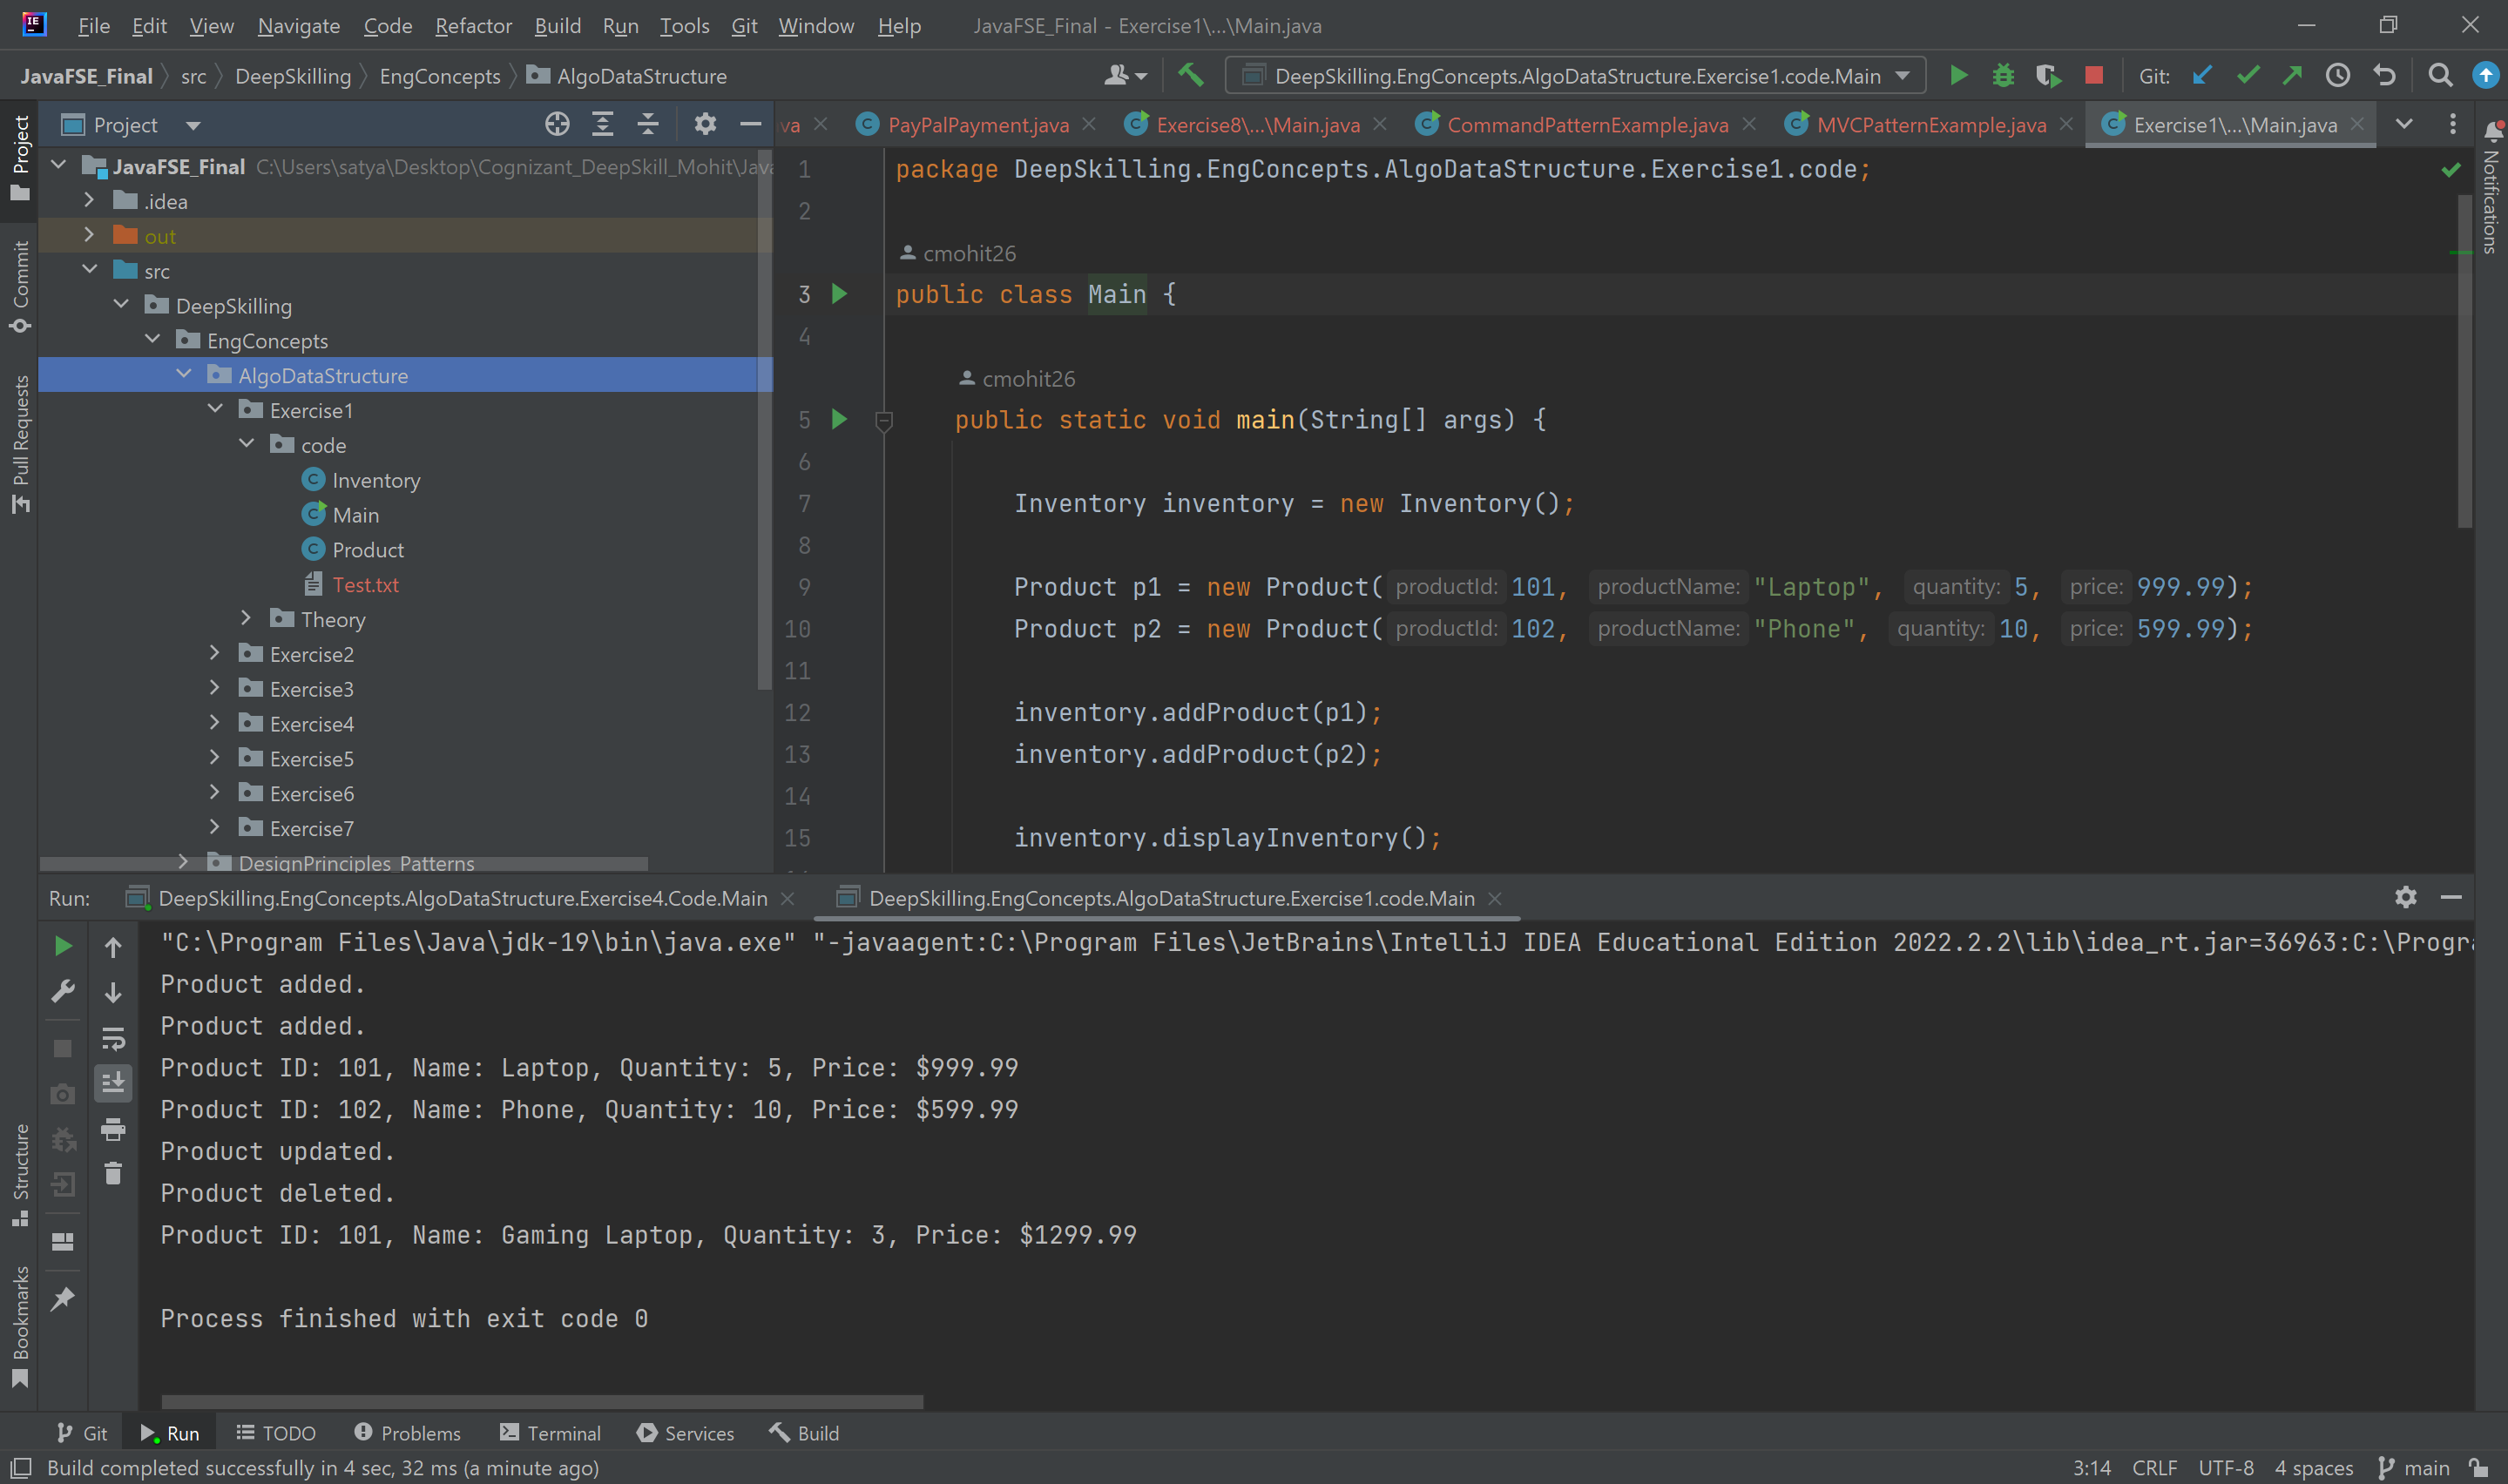 File Edit View Navigate Code Refactor Build Run Tools Git Window Help JavaFSE_Final - Exercise1\...\Main.java
JavaFSE_Final src DeepSkilling EngConcepts AlgoDataStructure DeepSkilling.EngConcepts.AlgoDataStructure.Exercise1.code.Main Git:
Project
va PayPalPayment.java Exercise8\...\Main.java CommandPatternExample.java MVCPatternExample.java Exercise1\...\Main.java
Project
Commit
Pull Requests
Structure
Bookmarks
Notifications
JavaFSE_Final C:\Users\satya\Desktop\Cognizant_DeepSkill_Mohit\Java
.idea
out
src
DeepSkilling
EngConcepts
AlgoDataStructure
Exercise1
code
Inventory
Main
Product
Test.txt
Theory
Exercise2
Exercise3
Exercise4
Exercise5
Exercise6
Exercise7
DesignPrinciples_Patterns
1 package DeepSkilling.EngConcepts.AlgoDataStructure.Exercise1.code;
2
cmohit26
3 public class Main {
4
cmohit26
5 public static void main(String[] args) {
6
7 Inventory inventory = new Inventory();
8
9 Product p1 = new Product( productId: 101, productName: "Laptop", quantity: 5, price: 999.99);
10 Product p2 = new Product( productId: 102, productName: "Phone", quantity: 10, price: 599.99);
11
12 inventory.addProduct(p1);
13 inventory.addProduct(p2);
14
15 inventory.displayInventory();
Run: DeepSkilling.EngConcepts.AlgoDataStructure.Exercise4.Code.Main DeepSkilling.EngConcepts.AlgoDataStructure.Exercise1.code.Main
"C:\Program Files\Java\jdk-19\bin\java.exe" "-javaagent:C:\Program Files\JetBrains\IntelliJ IDEA Educational Edition 2022.2.2\lib\idea_rt.jar=36963:C:\Progra
Product added.
Product added.
Product ID: 101, Name: Laptop, Quantity: 5, Price: $999.99
Product ID: 102, Name: Phone, Quantity: 10, Price: $599.99
Product updated.
Product deleted.
Product ID: 101, Name: Gaming Laptop, Quantity: 3, Price: $1299.99
Process finished with exit code 0
Git Run TODO Problems Terminal Services Build
Build completed successfully in 4 sec, 32 ms (a minute ago) 3:14 CRLF UTF-8 4 spaces main